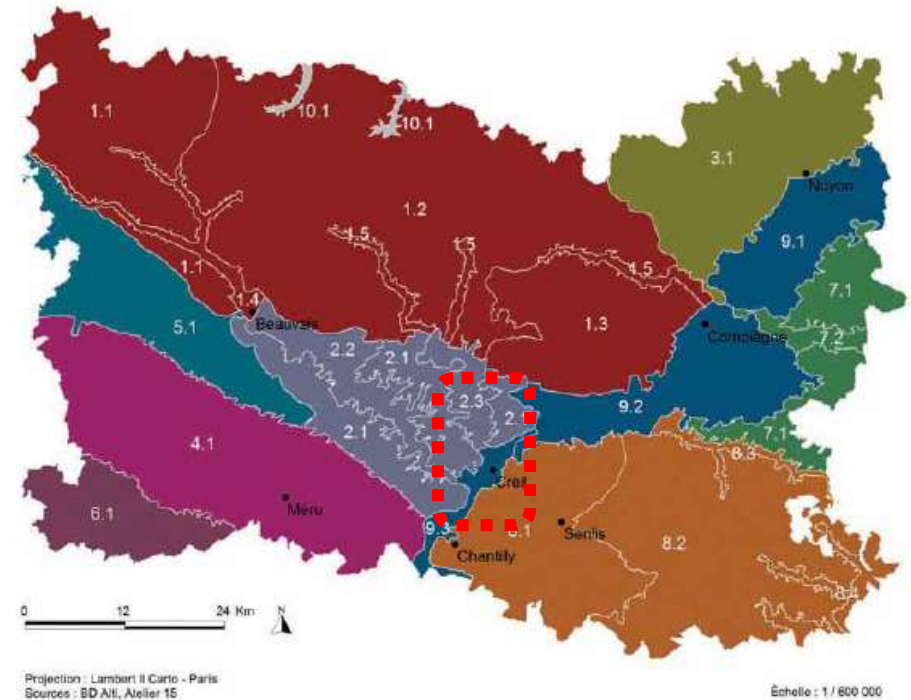 1.1
10.1
10.1
3.1
Noyon
1.2
9.1
1.5
1.5
1.5
7.1
1.1
1.4
Beauvais
5.1
1.3
Compiègne
7.2
2.2
2.1
2.3
9.2
2.1
7.1
4.1
8.3
Creil
6.1
Méru
9.3
Senlis
8.2
Chantilly
8.4
0 12 24 Km N
Projection : Lambert II Carto - Paris
Sources : BD Alti, Atelier 15
Échelle : 1 / 600 000